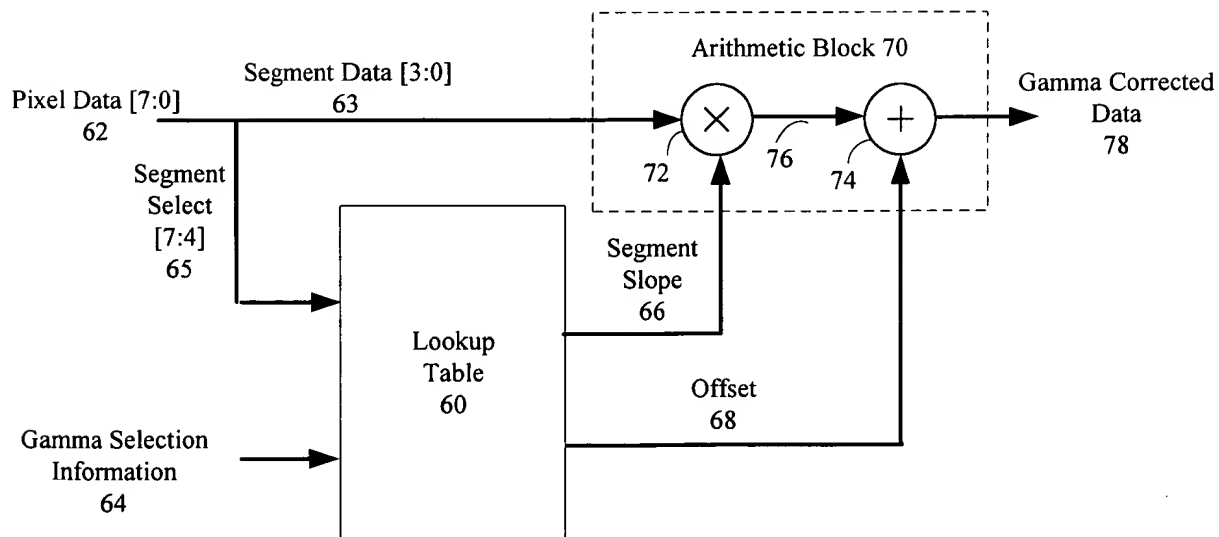 Arithmetic Block 70
Segment Data [3:0]
63
Pixel Data [7:0]
62
Gamma Corrected
Data
78
72
76
74
Segment
Select
[7:4]
65
Segment
Slope
66
Lookup
Table
60
Offset
68
Gamma Selection
Information
64